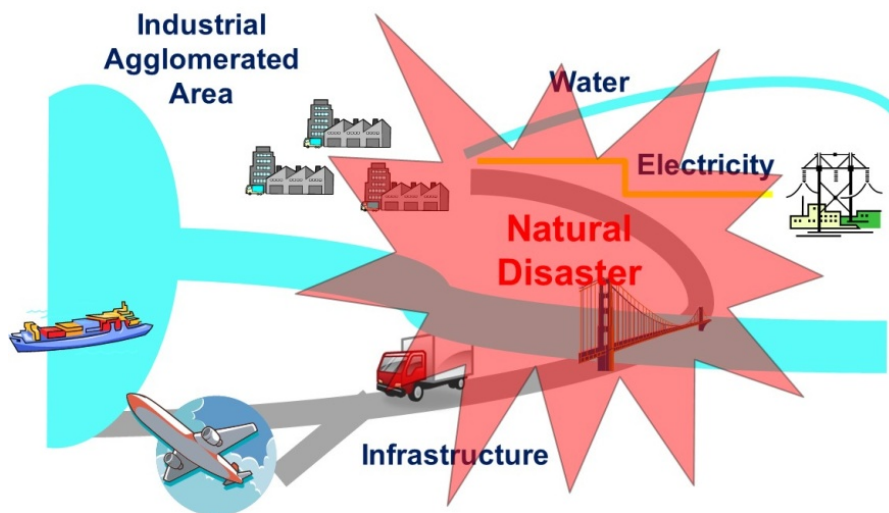 Industrial
Agglomerated
Area
Water
Electricity
Natural
Disaster
Infrastructure